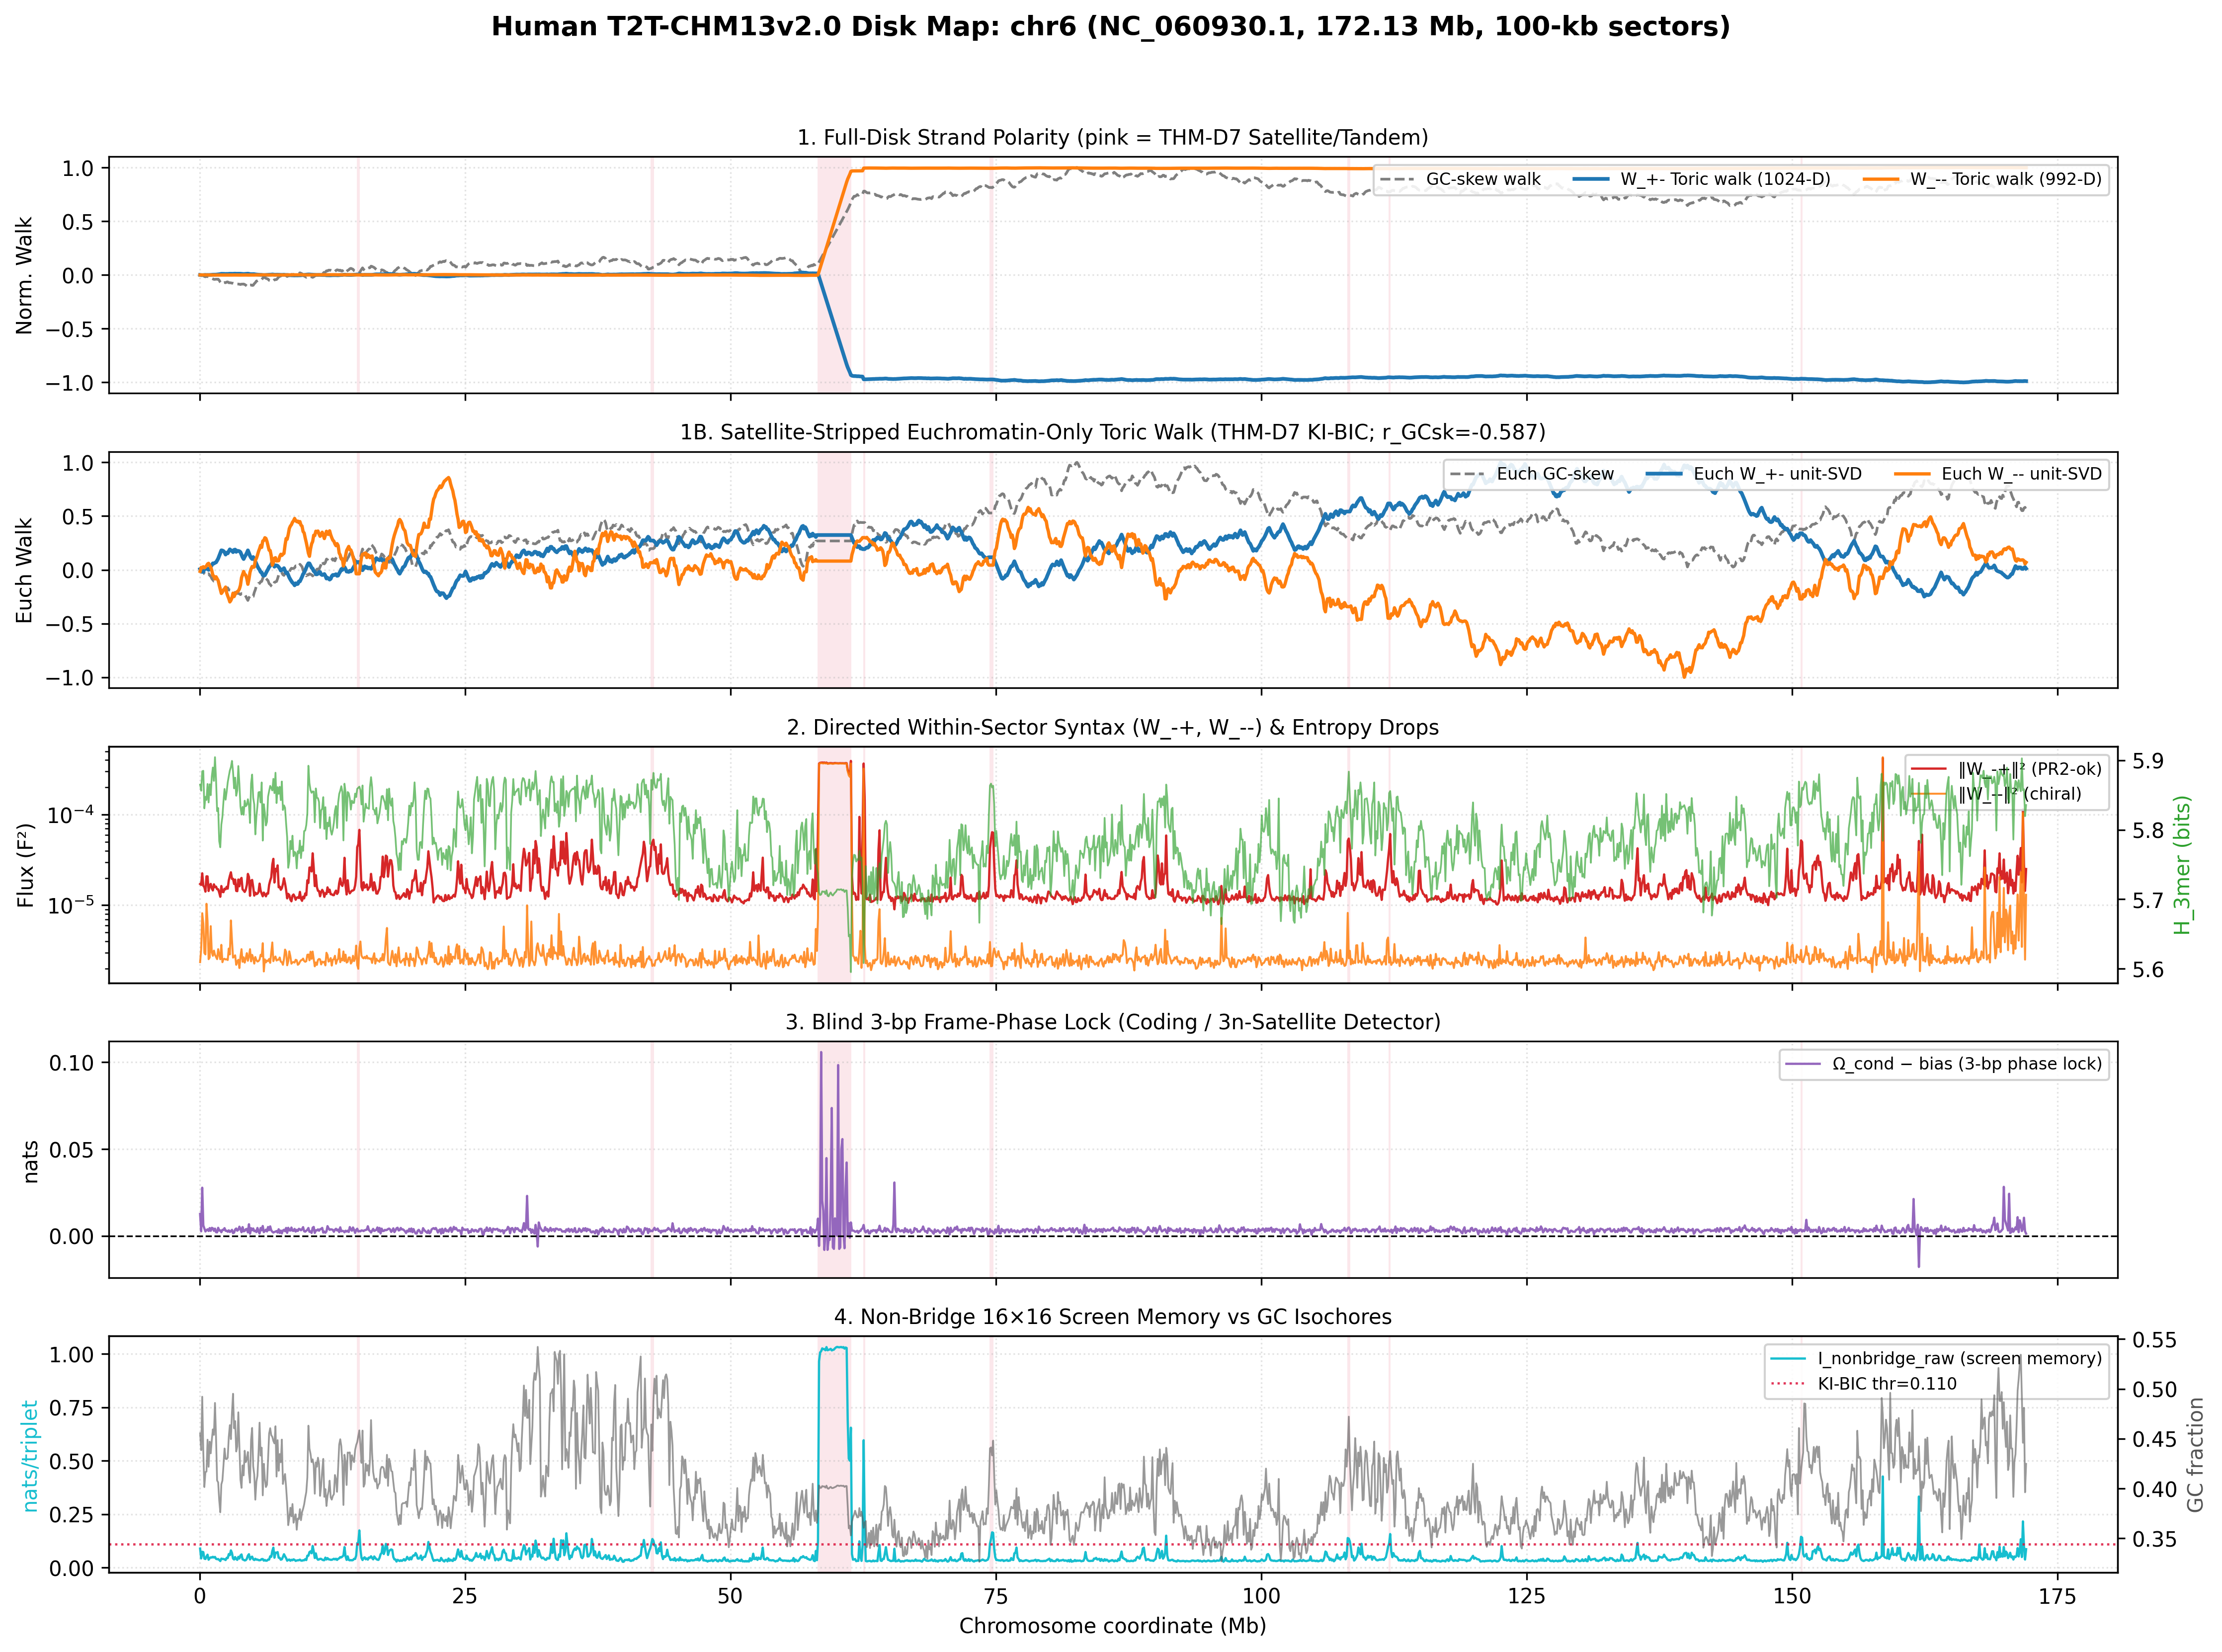 Human T2T-CHM13v2.0 Disk Map: chr6 (NC_060930.1, 172.13 Mb, 100-kb sectors)
1. Full-Disk Strand Polarity (pink = THM-D7 Satellite/Tandem)
Norm. Walk
1.0
0.5
0.0
−0.5
−1.0
GC-skew walk
W_+- Toric walk (1024-D)
W_-- Toric walk (992-D)
1B. Satellite-Stripped Euchromatin-Only Toric Walk (THM-D7 KI-BIC; r_GCsk=-0.587)
Euch Walk
1.0
0.5
0.0
−0.5
−1.0
Euch GC-skew
Euch W_+- unit-SVD
Euch W_-- unit-SVD
2. Directed Within-Sector Syntax (W_-+, W_--) & Entropy Drops
Flux (F²)
10⁻⁴
10⁻⁵
‖W_-+‖² (PR2-ok)
‖W_--‖² (chiral)
5.9
5.8
5.7
5.6
H_3mer (bits)
3. Blind 3-bp Frame-Phase Lock (Coding / 3n-Satellite Detector)
nats
0.10
0.05
0.00
Ω_cond − bias (3-bp phase lock)
4. Non-Bridge 16×16 Screen Memory vs GC Isochores
nats/triplet
1.00
0.75
0.50
0.25
0.00
I_nonbridge_raw (screen memory)
KI-BIC thr=0.110
0.55
0.50
0.45
0.40
0.35
GC fraction
0
25
50
75
100
125
150
175
Chromosome coordinate (Mb)